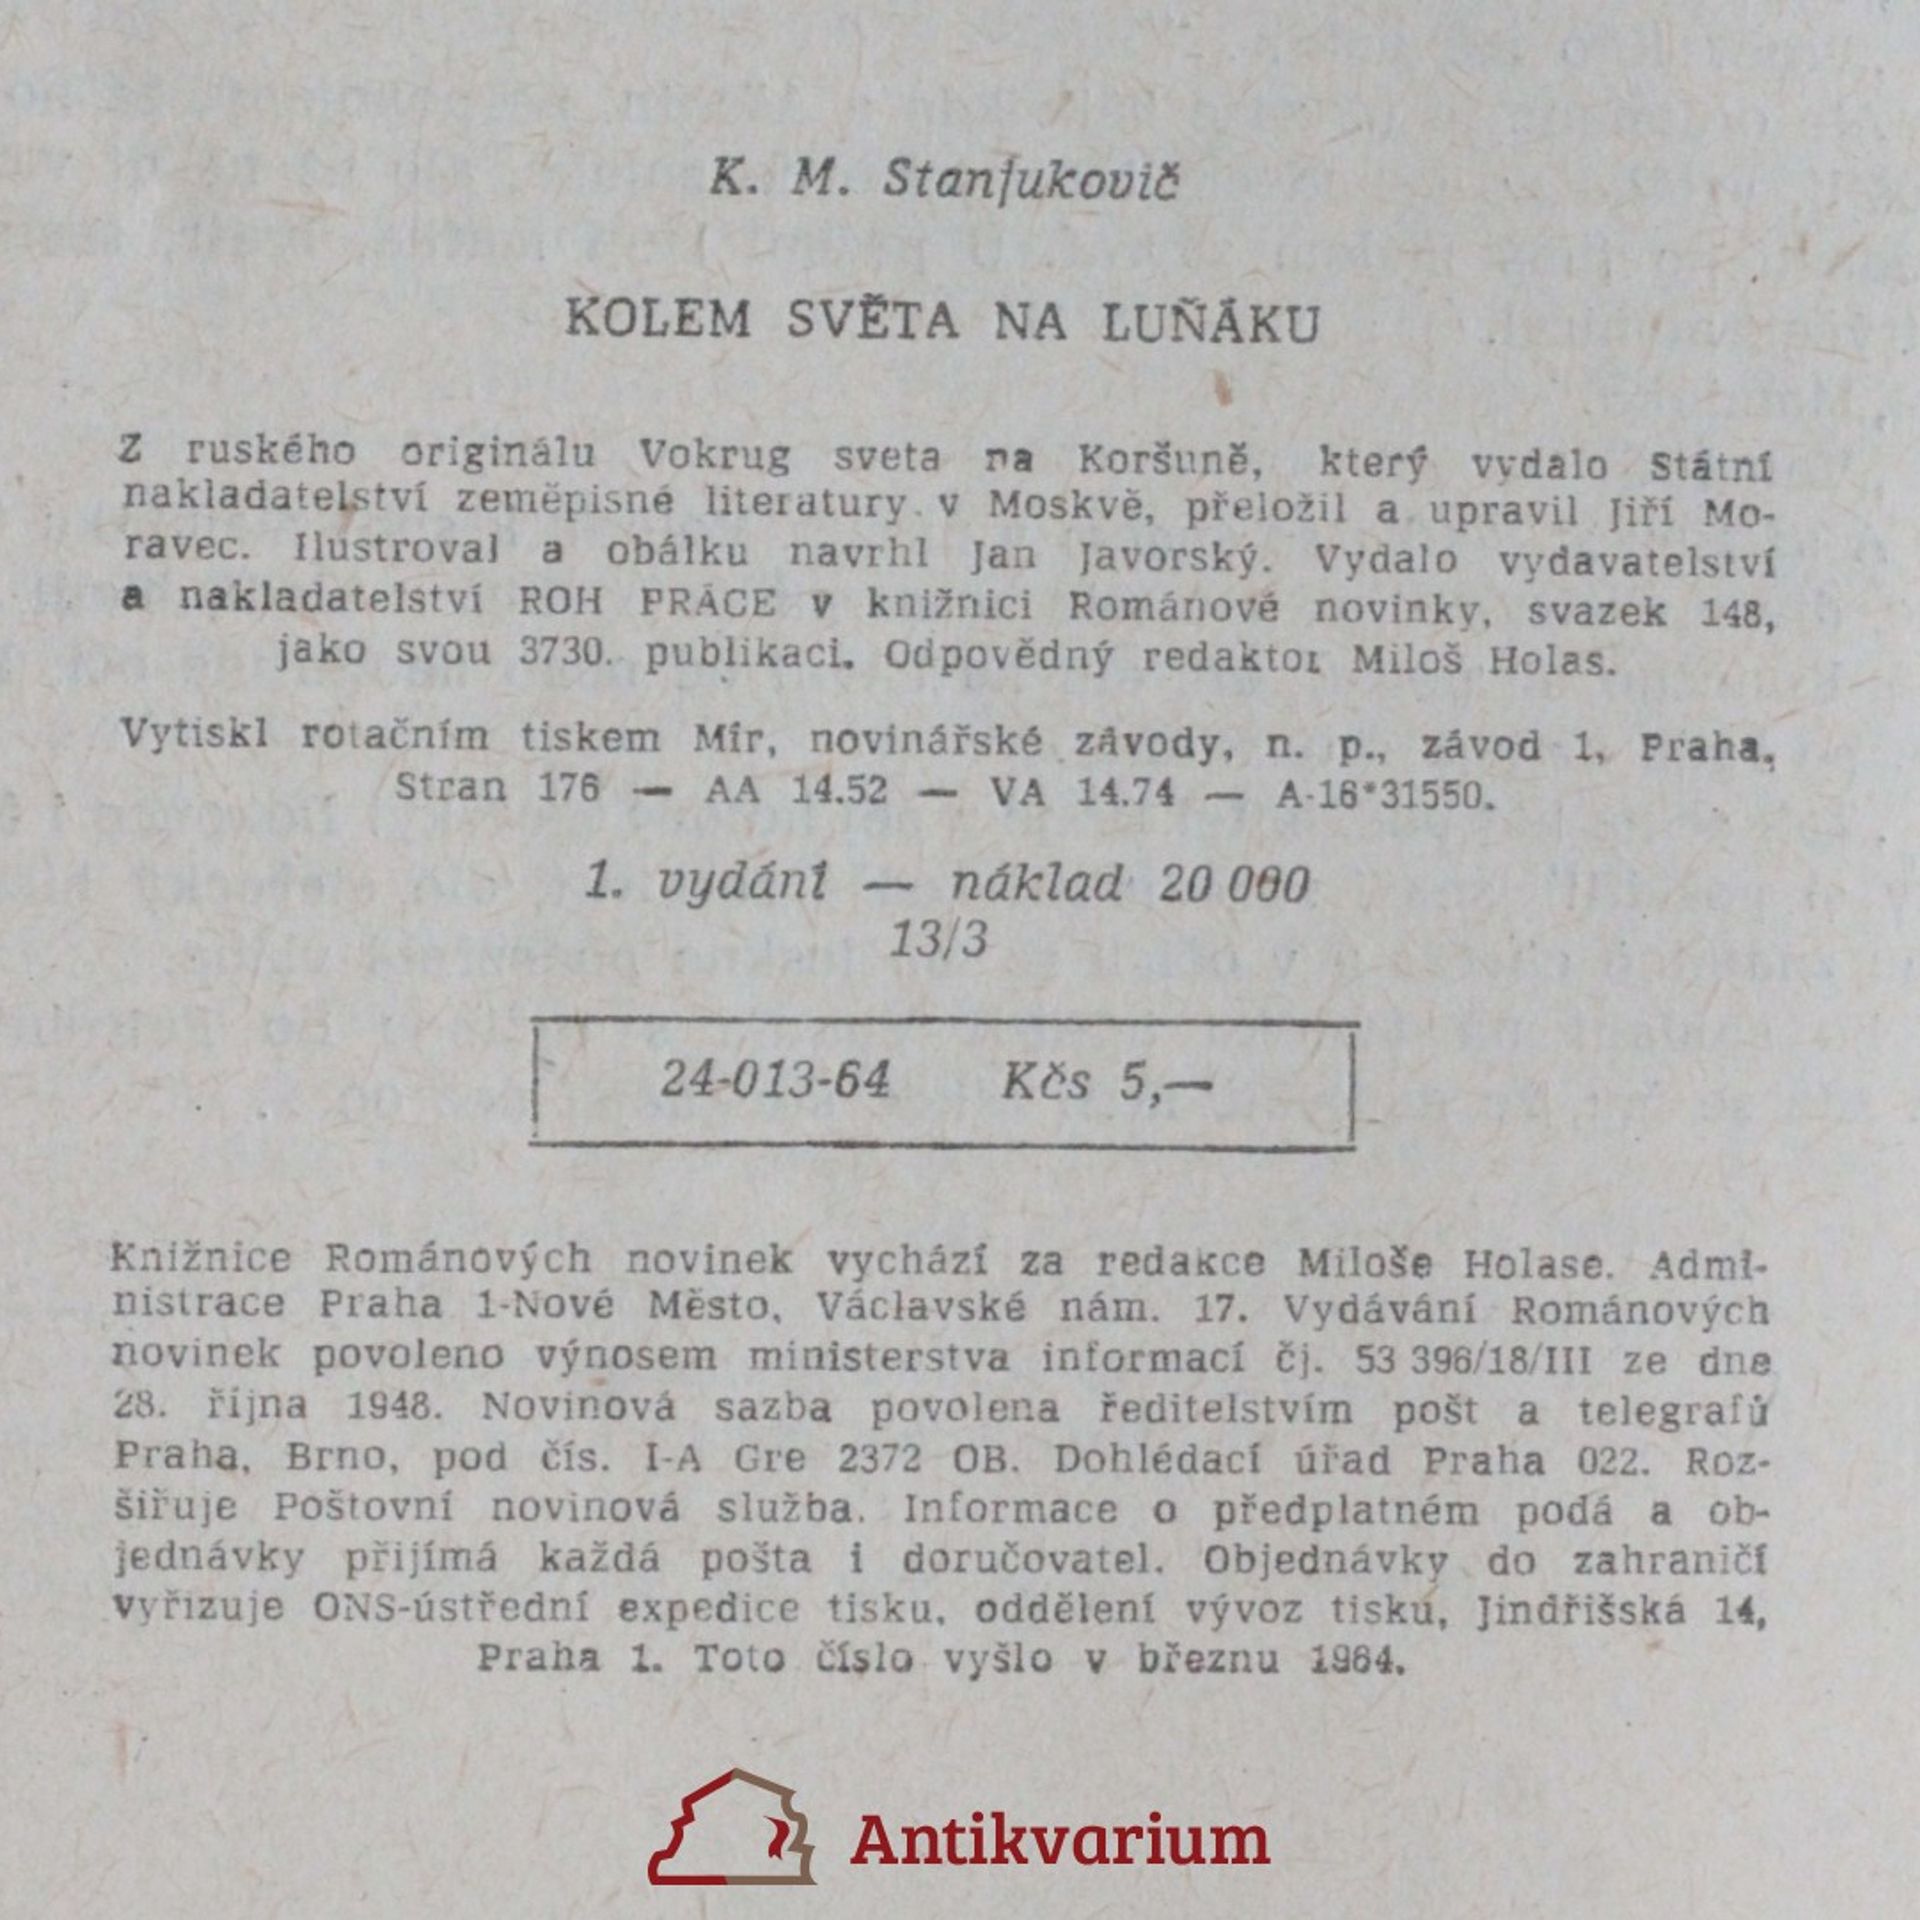 K. M. Stanjukovič
KOLEM SVĚTA NA LUŇÁKU
Z ruského originálu Vokrug sveta na Koršuně, který vydalo Státní
nakladatelství zeměpisné literatury v Moskvě, přeložil a upravil Jiří Mo-
ravec. Ilustroval a obálku navrhl Jan Javorský. Vydalo vydavatelství
a nakladatelství ROH PRÁCE v knižnici Románové novinky, svazek 148,
jako svou 3730. publikaci. Odpovědný redaktor Miloš Holas.
Vytiskl rotačním tiskem Mír, novinářské závody, n. p., závod 1, Praha.
Stran 176 — AA 14.52 — VA 14.74 — A-16*31550.
1. vydání — náklad 20 000
13/3
24-013-64 Kčs 5,—
Knižnice Románových novinek vychází za redakce Miloše Holase. Admi-
nistrace Praha 1-Nové Město, Václavské nám. 17. Vydávání Románových
novinek povoleno výnosem ministerstva informací čj. 53 396/18/III ze dne
28. října 1948. Novinová sazba povolena ředitelstvím pošt a telegrafů
Praha, Brno, pod čís. I-A Gre 2372 OB. Dohlédací úřad Praha 022. Roz-
šiřuje Poštovní novinová služba. Informace o předplatném podá a ob-
jednávky přijímá každá pošta i doručovatel. Objednávky do zahraničí
vyřizuje ONS-ústřední expedice tisku, oddělení vývoz tisku, Jindřišská 14,
Praha 1. Toto číslo vyšlo v březnu 1964.
Antikvarium